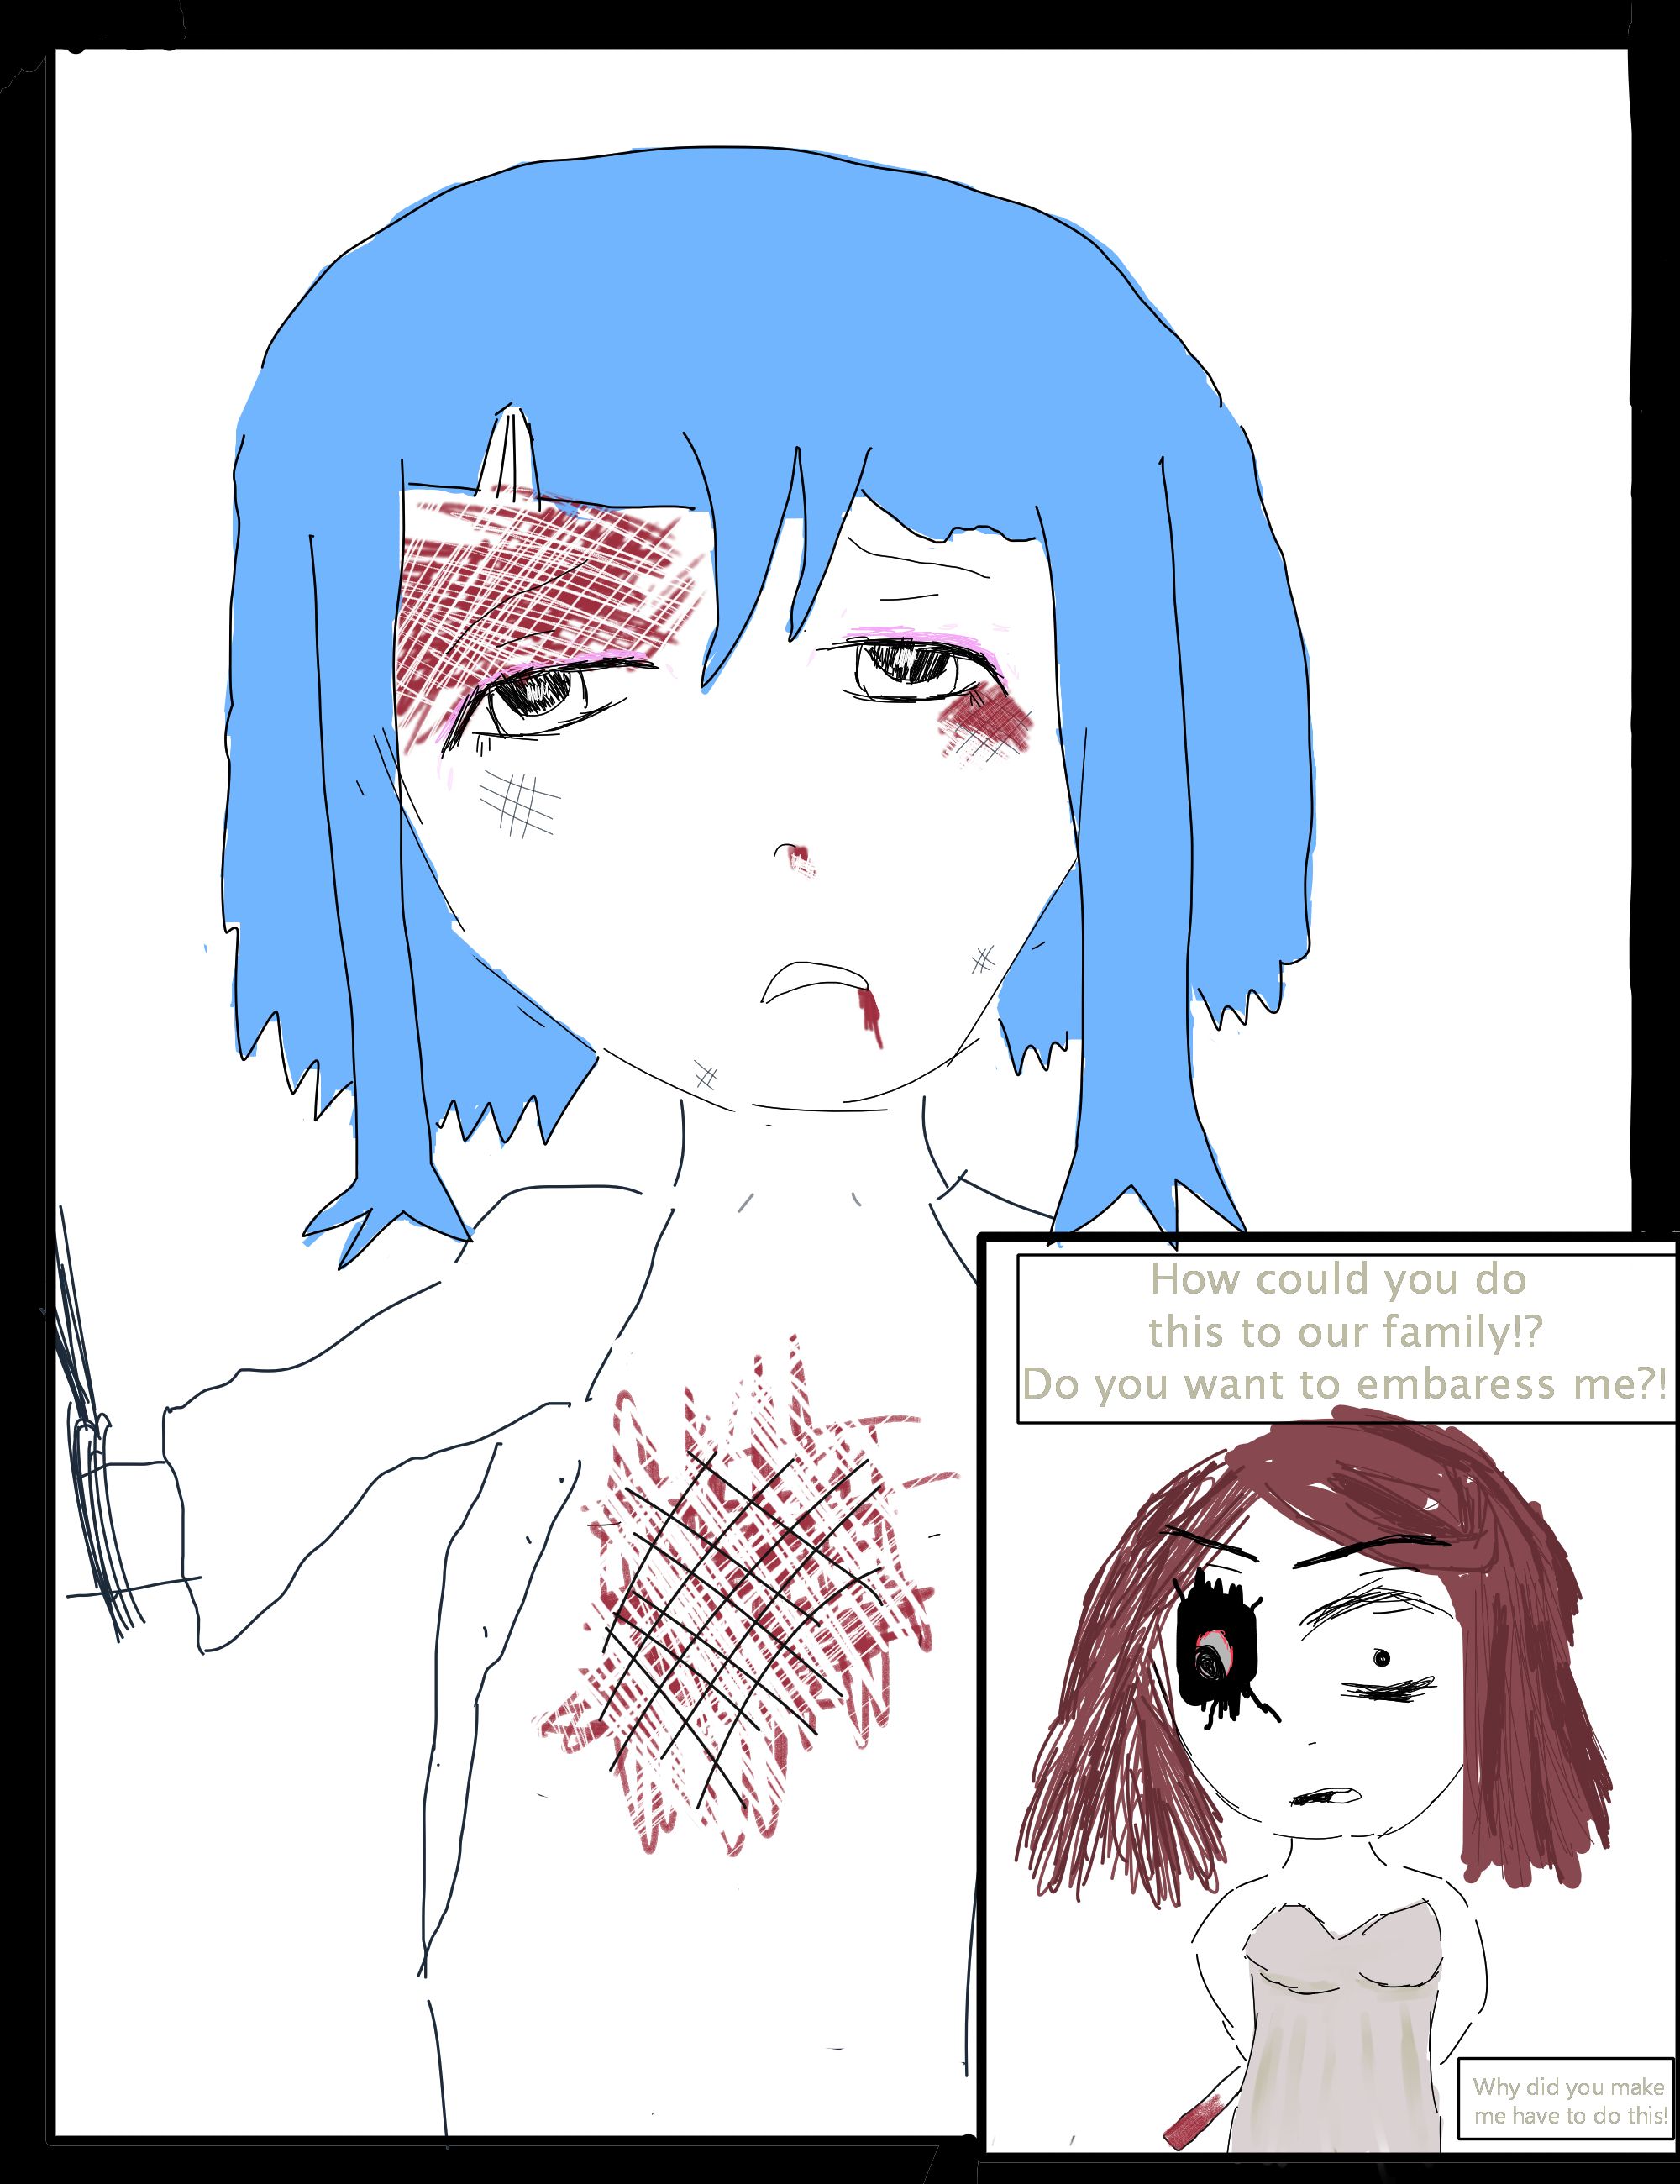 How could you do
this to our family!?
Do you want to embaress me?!
Why did you make
me have to do this!